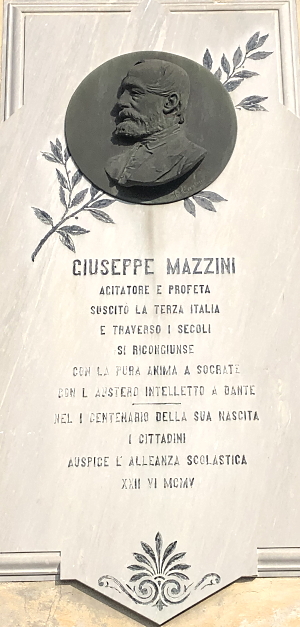 GIUSEPPE MAZZINI
AGITATORE E PROFETA
SUSCITÒ LA TERZA ITALIA
E TRAVERSO I SECOLI
SI RICONGIUNSE
CON LA PURA ANIMA A SOCRATE
CON L'AUSTERO INTELLETTO A DANTE
NEL I CENTENARIO DELLA SUA NASCITA
I CITTADINI
AUSPICE L'ALLEANZA SCOLASTICA
XXII VI MCMV